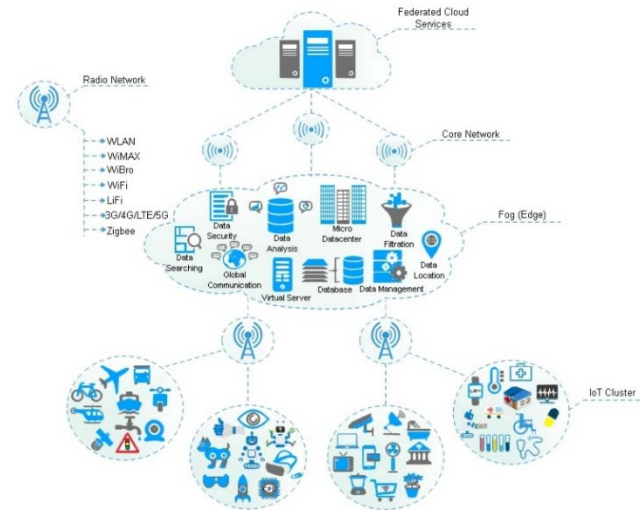 Federated Cloud
Services
Radio Network
WLAN
WiMAX
WiBro
WiFi
LiFi
3G/4G/LTE/5G
Zigbee
Core Network
Fog (Edge)
Data
Security
Data
Analysis
Micro
Datacenter
Data
Filtration
Data
Searching
Global
Communication
Virtual Server
Database
Data Management
Data
Location
IoT Cluster